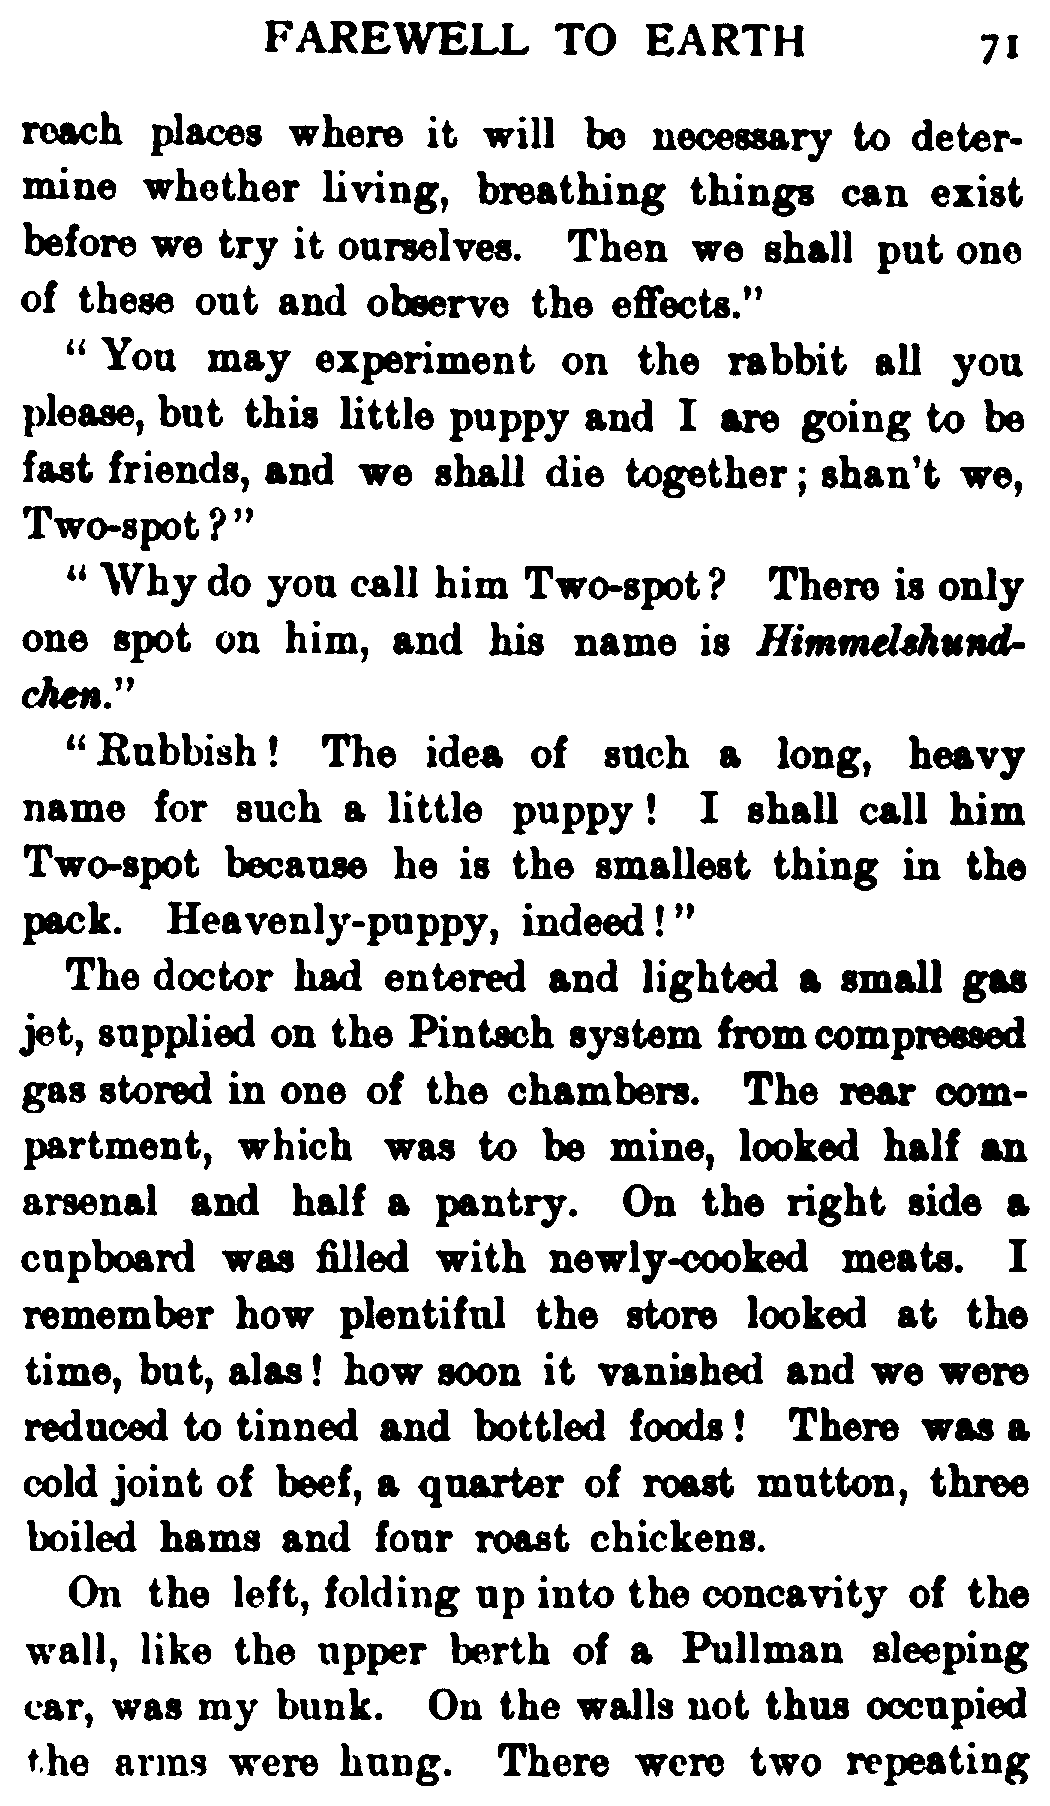 FAREWELL TO EARTH 71
reach places where it will be necessary to deter-
mine whether living, breathing things can exist
before we try it ourselves. Then we shall put one
of these out and observe the effects."
"You may experiment on the rabbit all you
please, but this little puppy and I are going to be
fast friends, and we shall die together; shan't we,
Two-spot?"
"Why do you call him Two-spot? There is only
one spot on him, and his name is Himmelshund-
chen."
"Rubbish! The idea of such a long, heavy
name for such a little puppy! I shall call him
Two-spot because he is the smallest thing in the
pack. Heavenly-puppy, indeed!"
The doctor had entered and lighted a small gas
jet, supplied on the Pintsch system from compressed
gas stored in one of the chambers. The rear com-
partment, which was to be mine, looked half an
arsenal and half a pantry. On the right side a
cupboard was filled with newly-cooked meats. I
remember how plentiful the store looked at the
time, but, alas! how soon it vanished and we were
reduced to tinned and bottled foods! There was a
cold joint of beef, a quarter of roast mutton, three
boiled hams and four roast chickens.
On the left, folding up into the concavity of the
wall, like the upper berth of a Pullman sleeping
car, was my bunk. On the walls not thus occupied
the arms were hung. There were two repeating